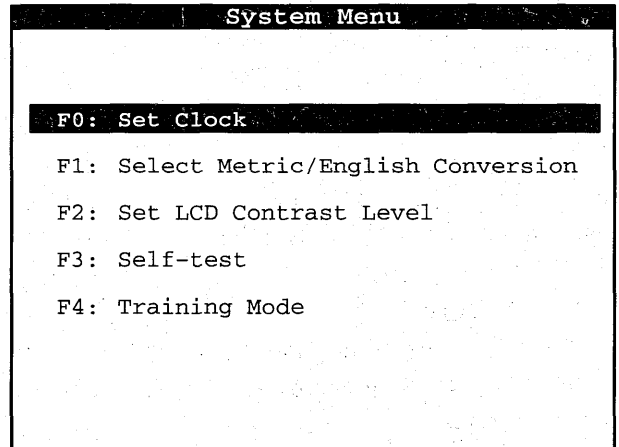 System Menu
F0: Set Clock
F1: Select Metric/English Conversion
F2: Set LCD Contrast Level
F3: Self-test
F4: Training Mode